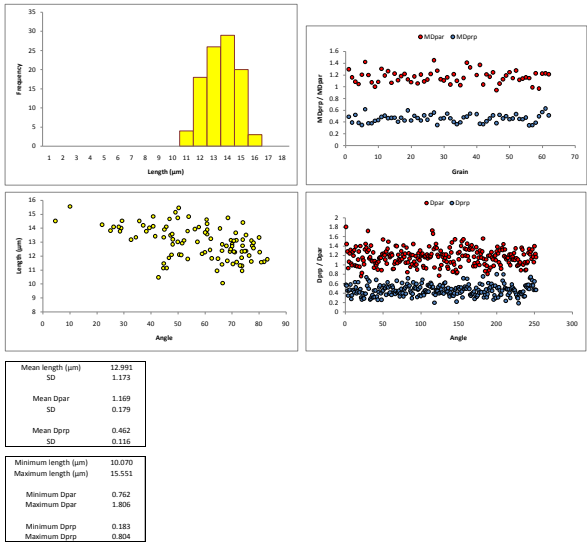 35
30
25
20
15
10
5
0
Frequency
1 2 3 4 5 6 7 8 9 10 11 12 13 14 15 16 17 18
Length (µm)
MDpar MDprp
1.6
1.4
1.2
1
0.8
0.6
0.4
0.2
0
MDprp / MDpar
0 10 20 30 40 50 60 70
Grain
16
15
14
13
12
11
10
9
8
Length (µm)
0 10 20 30 40 50 60 70 80 90
Angle
Dpar Dprp
2
1.8
1.6
1.4
1.2
1
0.8
0.6
0.4
0.2
0
Dprp / Dpar
0 50 100 150 200 250 300
Angle
Mean length (µm) 12.991
SD 1.173
Mean Dpar 1.169
SD 0.179
Mean Dprp 0.462
SD 0.116
Minimum length (µm) 10.070
Maximum length (µm) 15.551
Minimum Dpar 0.762
Maximum Dpar 1.806
Minimum Dprp 0.183
Maximum Dprp 0.804